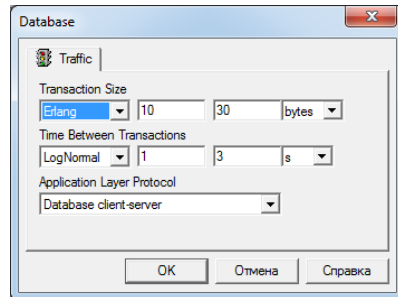 Database
Traffic
Transaction Size
Erlang 10 30 bytes
Time Between Transactions
LogNormal 1 3 s
Application Layer Protocol
Database client-server
OK Отмена Справка